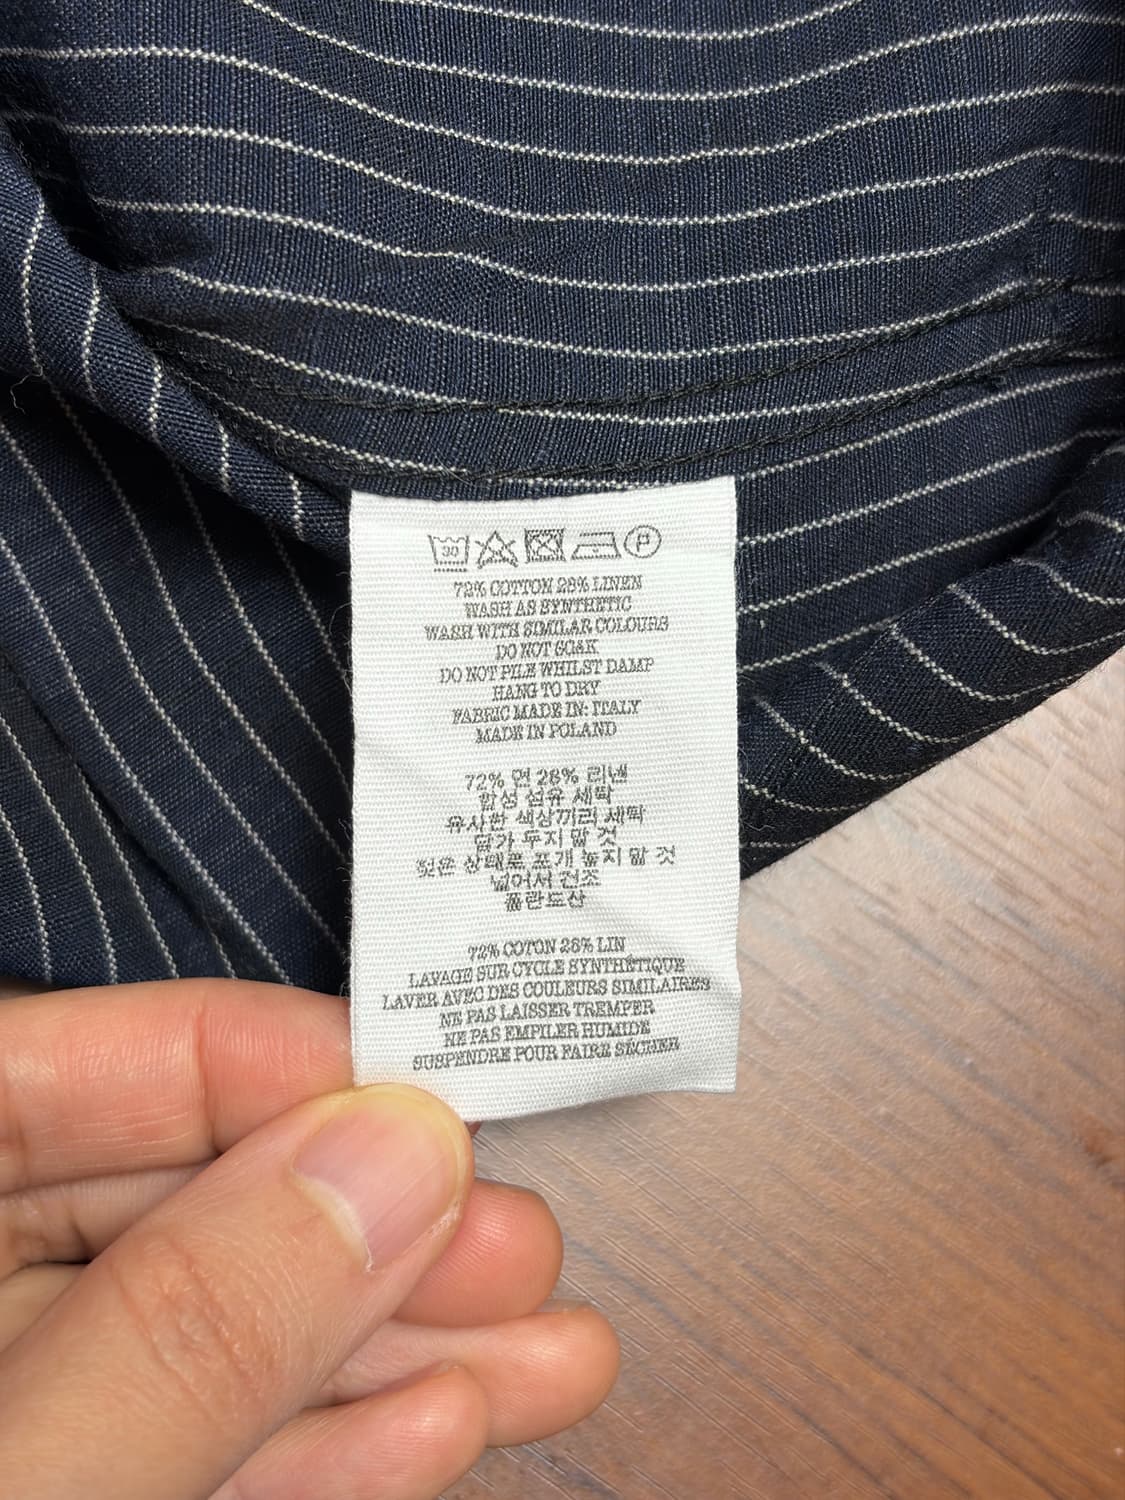 30 P
72% COTTON 28% LINEN
WASH AS SYNTHETIC
WASH WITH SIMILAR COLOURS
DO NOT SOAK
DO NOT PILE WHILST DAMP
HANG TO DRY
FABRIC MADE IN: ITALY
MADE IN POLAND
72% 면 28% 리넨
합성 섬유 세탁
유사한 색상끼리 세탁
담가 두지 말 것
젖은 상태로 포개 놓지 말 것
널어서 건조
폴란드산
72% COTON 28% LIN
LAVAGE SUR CYCLE SYNTHÉTIQUE
LAVER AVEC DES COULEURS SIMILAIRES
NE PAS LAISSER TREMPER
NE PAS EMPILER HUMIDE
SUSPENDRE POUR FAIRE SÉCHER